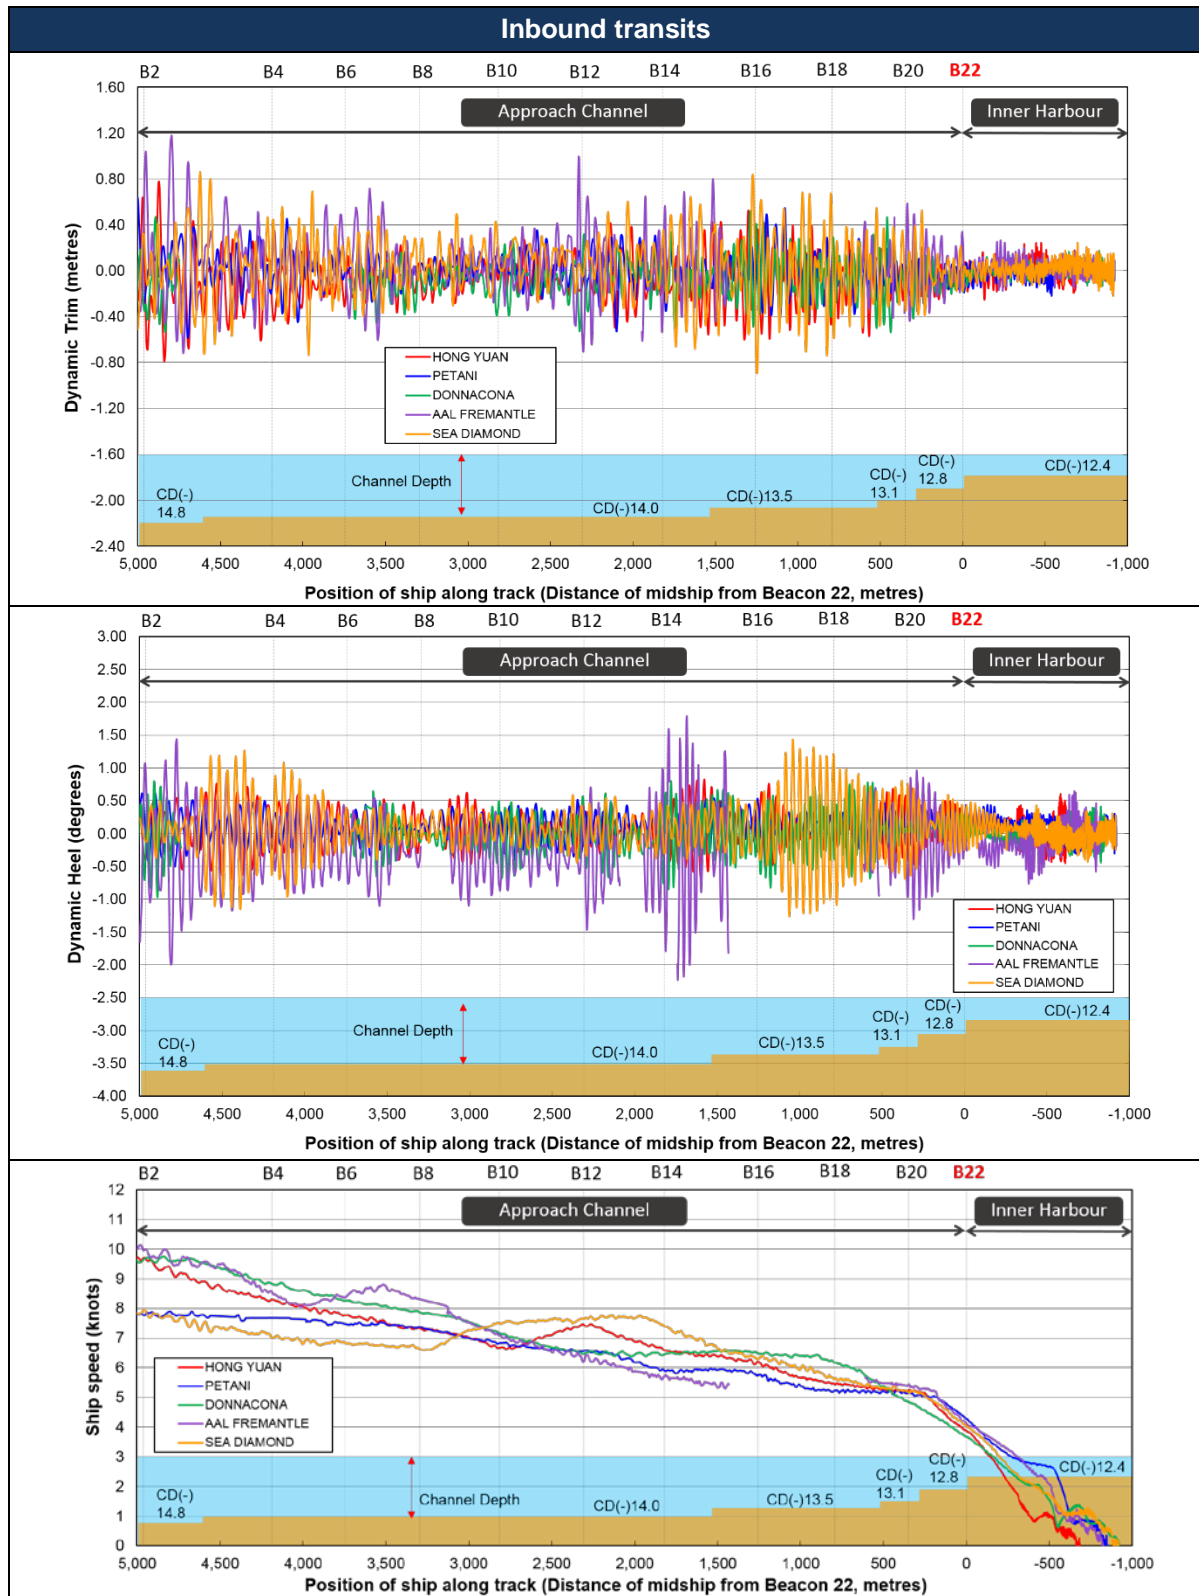 Inbound transits
B2 B4 B6 B8 B10 B12 B14 B16 B18 B20 B22
1.60
1.20
0.80
0.40
0.00
-0.40
-0.80
-1.20
-1.60
-2.00
-2.40
Dynamic Trim (metres)
Approach Channel
Inner Harbour
HONG YUAN
PETANI
DONNACONA
AAL FREMANTLE
SEA DIAMOND
Channel Depth
CD(-)
14.8
CD(-)14.0
CD(-)13.5
CD(-)
13.1
CD(-)
12.8
CD(-)12.4
5,000 4,500 4,000 3,500 3,000 2,500 2,000 1,500 1,000 500 0 -500 -1,000
Position of ship along track (Distance of midship from Beacon 22, metres)
B2 B4 B6 B8 B10 B12 B14 B16 B18 B20 B22
3.00
2.50
2.00
1.50
1.00
0.50
0.00
-0.50
-1.00
-1.50
-2.00
-2.50
-3.00
-3.50
-4.00
Dynamic Heel (degrees)
Approach Channel
Inner Harbour
HONG YUAN
PETANI
DONNACONA
AAL FREMANTLE
SEA DIAMOND
Channel Depth
CD(-)
14.8
CD(-)14.0
CD(-)13.5
CD(-)
13.1
CD(-)
12.8
CD(-)12.4
5,000 4,500 4,000 3,500 3,000 2,500 2,000 1,500 1,000 500 0 -500 -1,000
Position of ship along track (Distance of midship from Beacon 22, metres)
B2 B4 B6 B8 B10 B12 B14 B16 B18 B20 B22
12
11
10
9
8
7
6
5
4
3
2
1
0
Ship speed (knots)
Approach Channel
Inner Harbour
HONG YUAN
PETANI
DONNACONA
AAL FREMANTLE
SEA DIAMOND
Channel Depth
CD(-)
14.8
CD(-)14.0
CD(-)13.5
CD(-)
13.1
CD(-)
12.8
CD(-)12.4
5,000 4,500 4,000 3,500 3,000 2,500 2,000 1,500 1,000 500 0 -500 -1,000
Position of ship along track (Distance of midship from Beacon 22, metres)